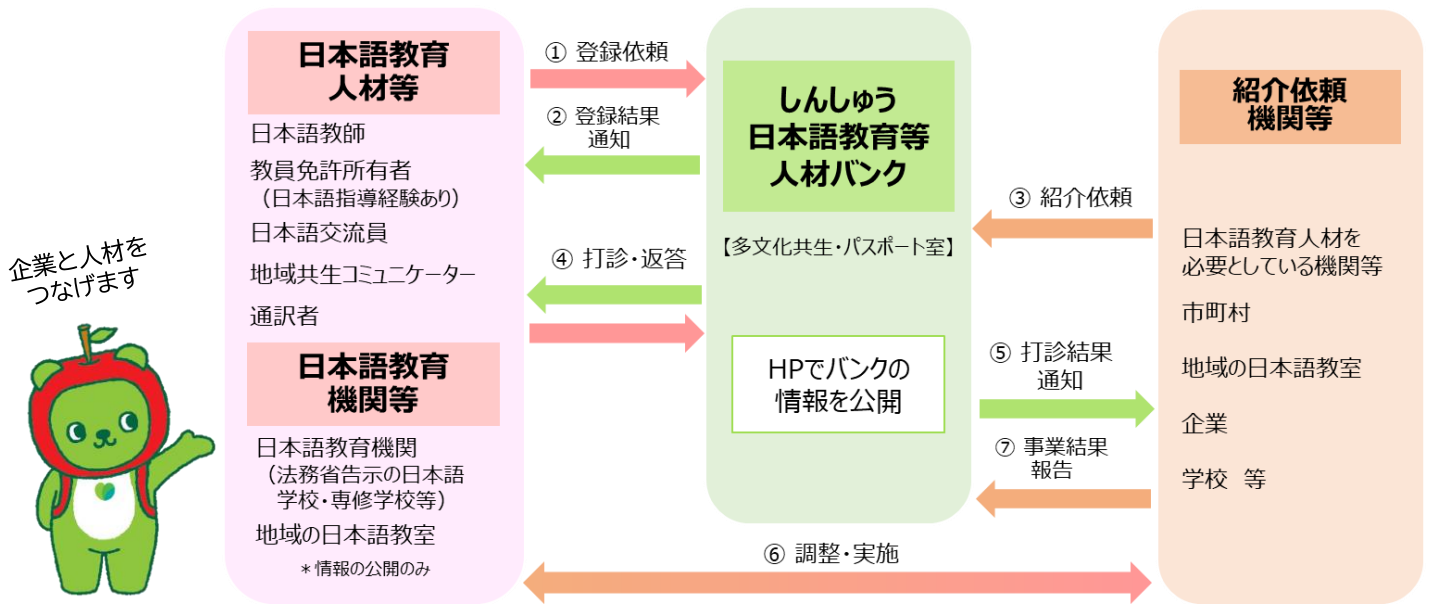 企業と人材を
つなげます
日本語教育
人材等
日本語教師
教員免許所有者
（日本語指導経験あり）
日本語交流員
地域共生コミュニケーター
通訳者
日本語教育
機関等
日本語教育機関
（法務省告示の日本語
学校・専修学校等）
地域の日本語教室
＊情報の公開のみ
① 登録依頼
② 登録結果
通知
④ 打診・返答
しんしゅう
日本語教育等
人材バンク
【多文化共生・パスポート室】
HPでバンクの
情報を公開
③ 紹介依頼
⑤ 打診結果
通知
⑦ 事業結果
報告
⑥ 調整・実施
紹介依頼
機関等
日本語教育人材を
必要としている機関等
市町村
地域の日本語教室
企業
学校　等